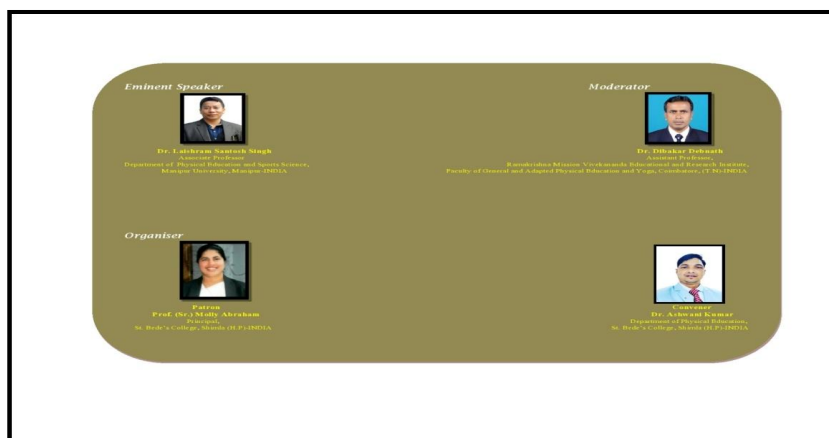 Eminent Speaker
Dr. Laishram Santosh Singh
Associate Professor
Department of Physical Education and Sports Science,
Manipur University, Manipur-INDIA
Moderator
Dr. Dibakar Debnath
Assistant Professor,
Ramakrishna Mission Vivekananda Educational and Research Institute,
Faculty of General and Adapted Physical Education and Yoga, Coimbatore, (T.N)-INDIA
Organiser
Patron
Prof. (Sr.) Molly Abraham
Principal,
St. Bede's College, Shimla (H.P)-INDIA
Convener
Dr. Ashwani Kumar
Department of Physical Education,
St. Bede's College, Shimla (H.P)-INDIA